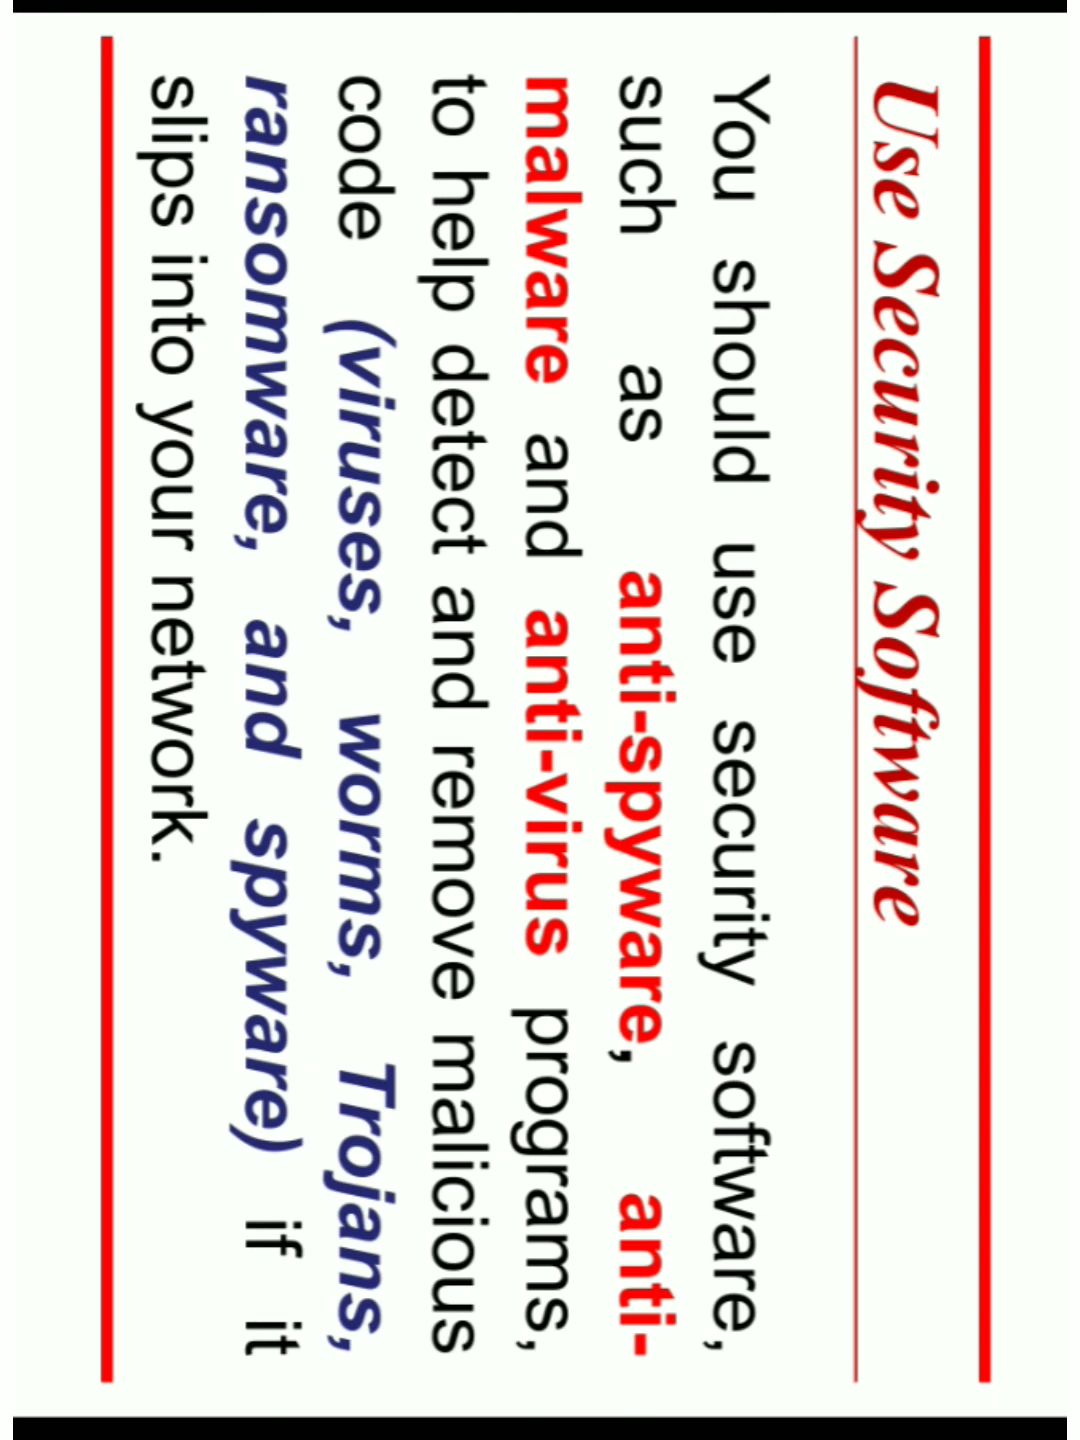 Use Security Software
You should use security software,
such as anti-spyware, anti-
malware and anti-virus programs,
to help detect and remove malicious
code (viruses, worms, Trojans,
ransomware, and spyware) if it
slips into your network.